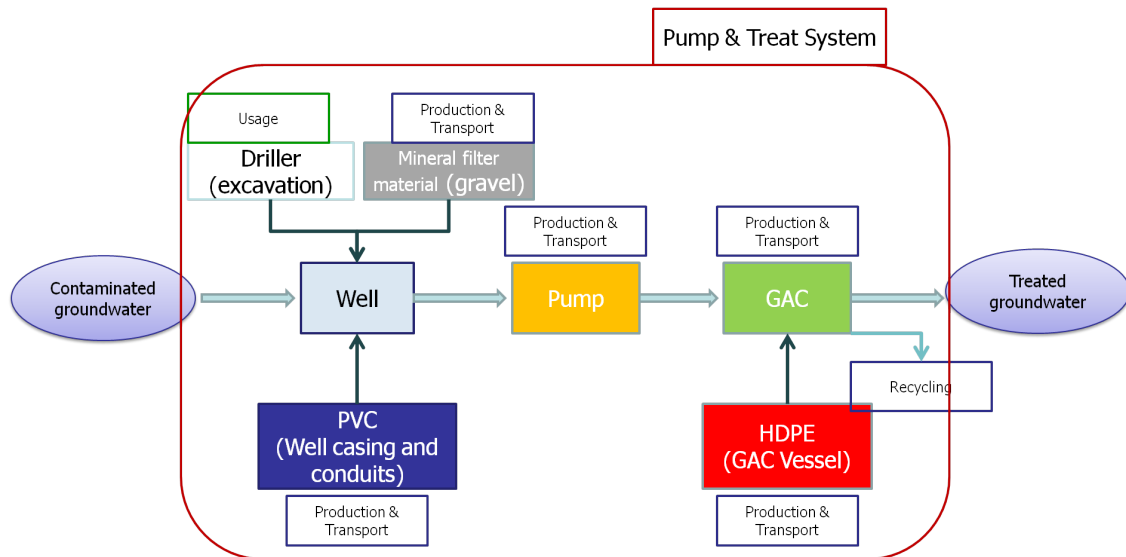 Pump & Treat System
Usage
Driller
(excavation)
Production &
Transport
Mineral filter
material (gravel)
Production &
Transport
Production &
Transport
Contaminated
groundwater
Well
Pump
GAC
Treated
groundwater
Recycling
PVC
(Well casing and
conduits)
HDPE
(GAC Vessel)
Production &
Transport
Production &
Transport